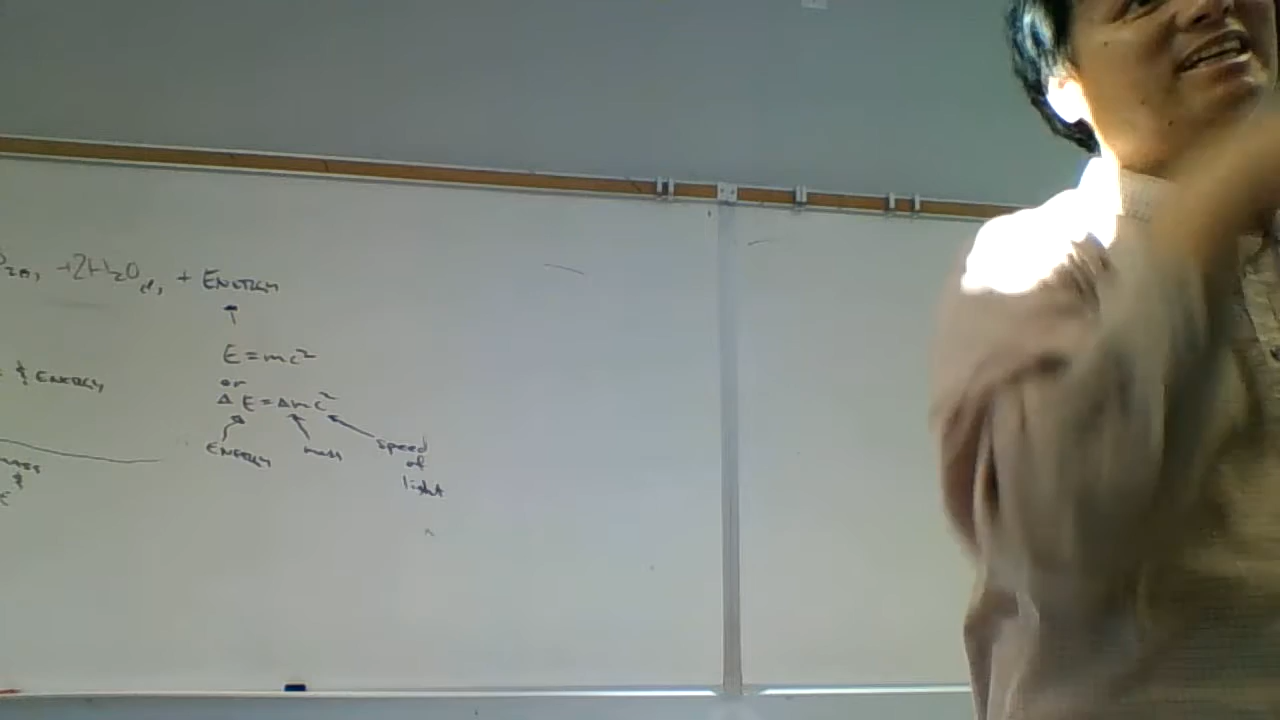 +2H₂O + ENERGY
E=mc²
& ENERGY
or
ΔE=Δmc²
ENERGY mass speed
of
light
&